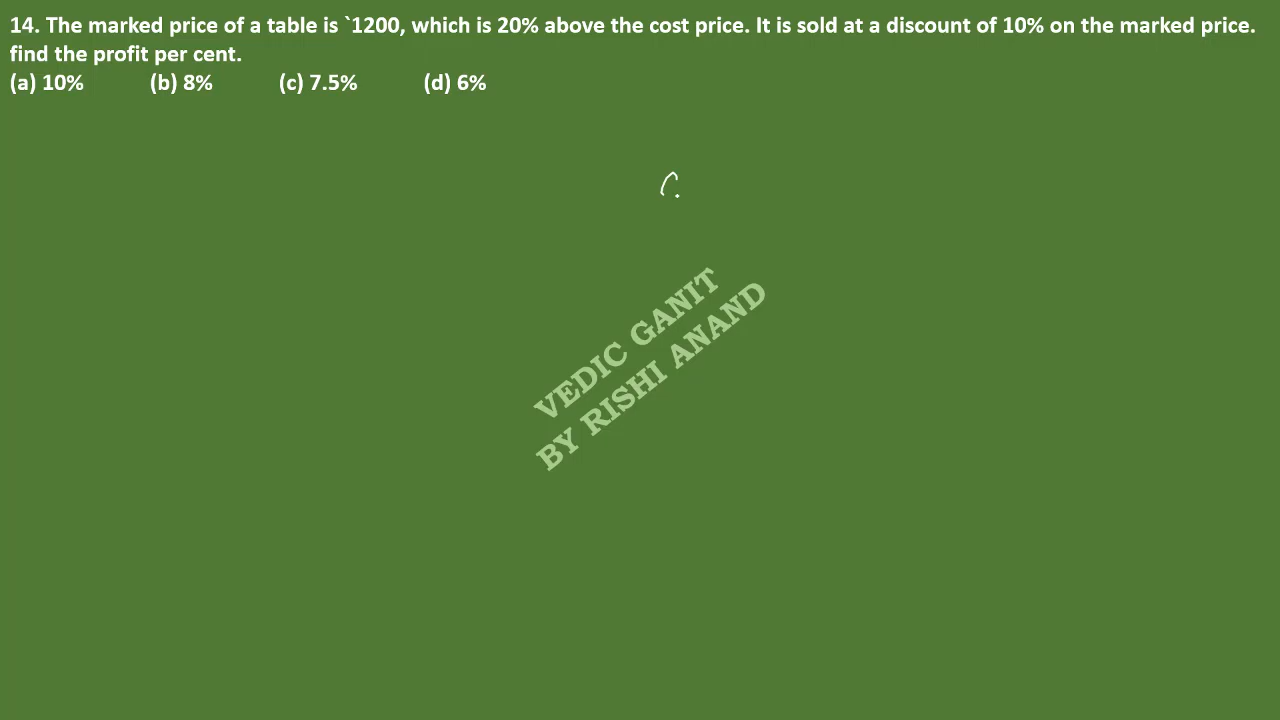 14. The marked price of a table is `1200, which is 20% above the cost price. It is sold at a discount of 10% on the marked price.
find the profit per cent.
(a) 10% (b) 8% (c) 7.5% (d) 6%
VEDIC GANIT
BY RISHI ANAND